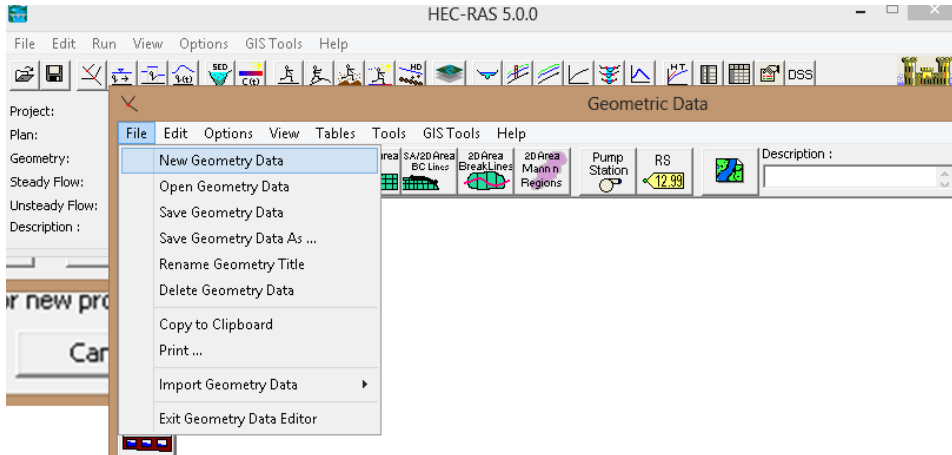 HEC-RAS 5.0.0
File Edit Run View Options GIS Tools Help
SED
C(t)
HD
HT
DSS
Project:
Plan:
Geometry:
Steady Flow:
Unsteady Flow:
Description :
Geometric Data
File Edit Options View Tables Tools GIS Tools Help
SA/2D Area
BC Lines
2D Area
BreakLines
2D Area
Mann n
Regions
Pump
Station
RS
12.99
Description :
New Geometry Data
Open Geometry Data
Save Geometry Data
Save Geometry Data As ...
Rename Geometry Title
Delete Geometry Data
Copy to Clipboard
Print ...
Import Geometry Data
Exit Geometry Data Editor
r new pro
Car